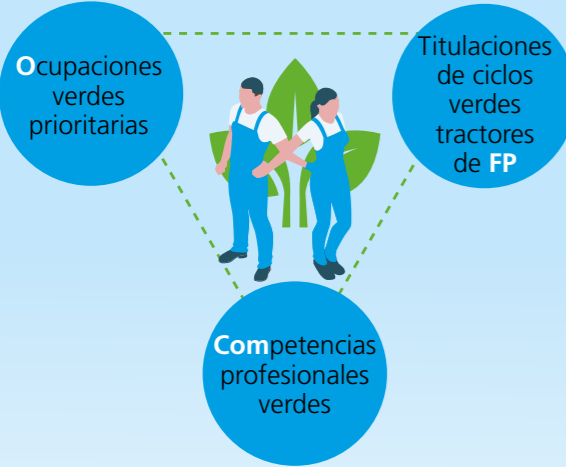 Ocupaciones
verdes
prioritarias
Titulaciones
de ciclos
verdes
tractores
de FP
Competencias
profesionales
verdes